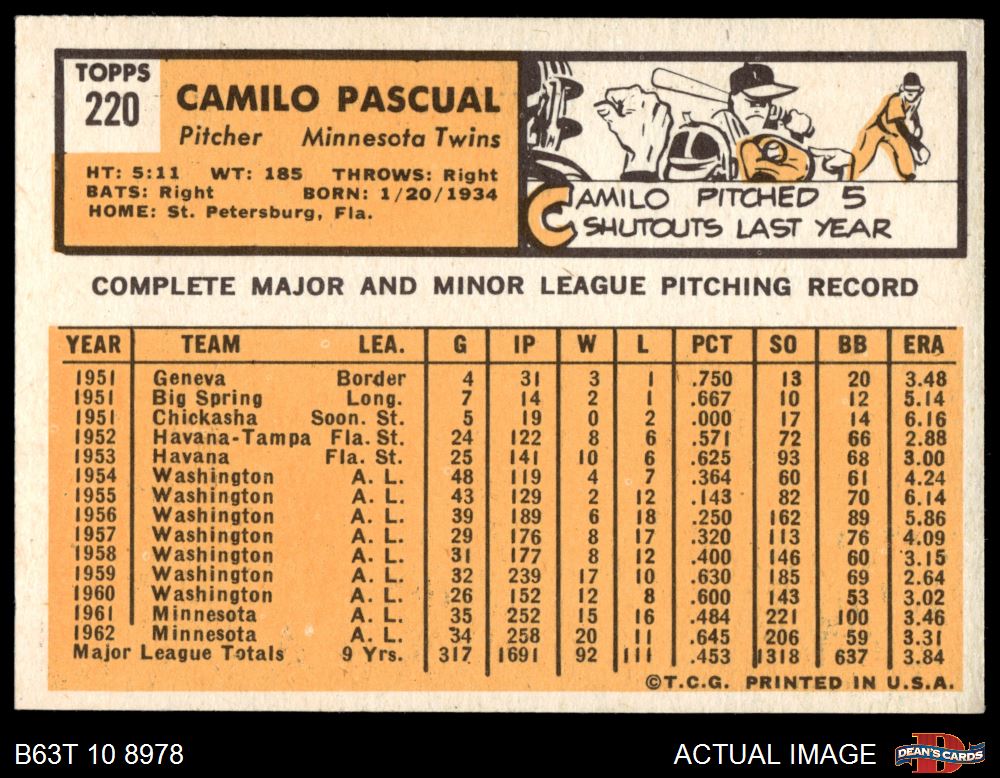 TOPPS
220
CAMILO PASCUAL
Pitcher Minnesota Twins
HT: 5:11 WT: 185 THROWS: Right
BATS: Right BORN: 1/20/1934
HOME: St. Petersburg, Fla.
CAMILO PITCHED 5
SHUTOUTS LAST YEAR
COMPLETE MAJOR AND MINOR LEAGUE PITCHING RECORD
YEAR TEAM LEA. G IP W L PCT SO BB ERA
1951 Geneva Border 4 31 3 1 .750 13 20 3.48
1951 Big Spring Long. 7 14 2 1 .667 10 12 5.14
1951 Chickasha Soon. St. 5 19 0 2 .000 17 14 6.16
1952 Havana-Tampa Fla. St. 24 122 8 6 .571 72 66 2.88
1953 Havana Fla. St. 25 141 10 6 .625 93 68 3.00
1954 Washington A. L. 48 119 4 7 .364 60 61 4.24
1955 Washington A. L. 43 129 2 12 .143 82 70 6.14
1956 Washington A. L. 39 189 6 18 .250 162 89 5.86
1957 Washington A. L. 29 176 8 17 .320 113 76 4.09
1958 Washington A. L. 31 177 8 12 .400 146 60 3.15
1959 Washington A. L. 32 239 17 10 .630 185 69 2.64
1960 Washington A. L. 26 152 12 8 .600 143 53 3.02
1961 Minnesota A. L. 35 252 15 16 .484 221 100 3.46
1962 Minnesota A. L. 34 258 20 11 .645 206 59 3.31
Major League Totals 9 Yrs. 317 1691 92 111 .453 1318 637 3.84
©T.C.G. PRINTED IN U.S.A.
B63T 10 8978 ACTUAL IMAGE DEAN'S CARDS